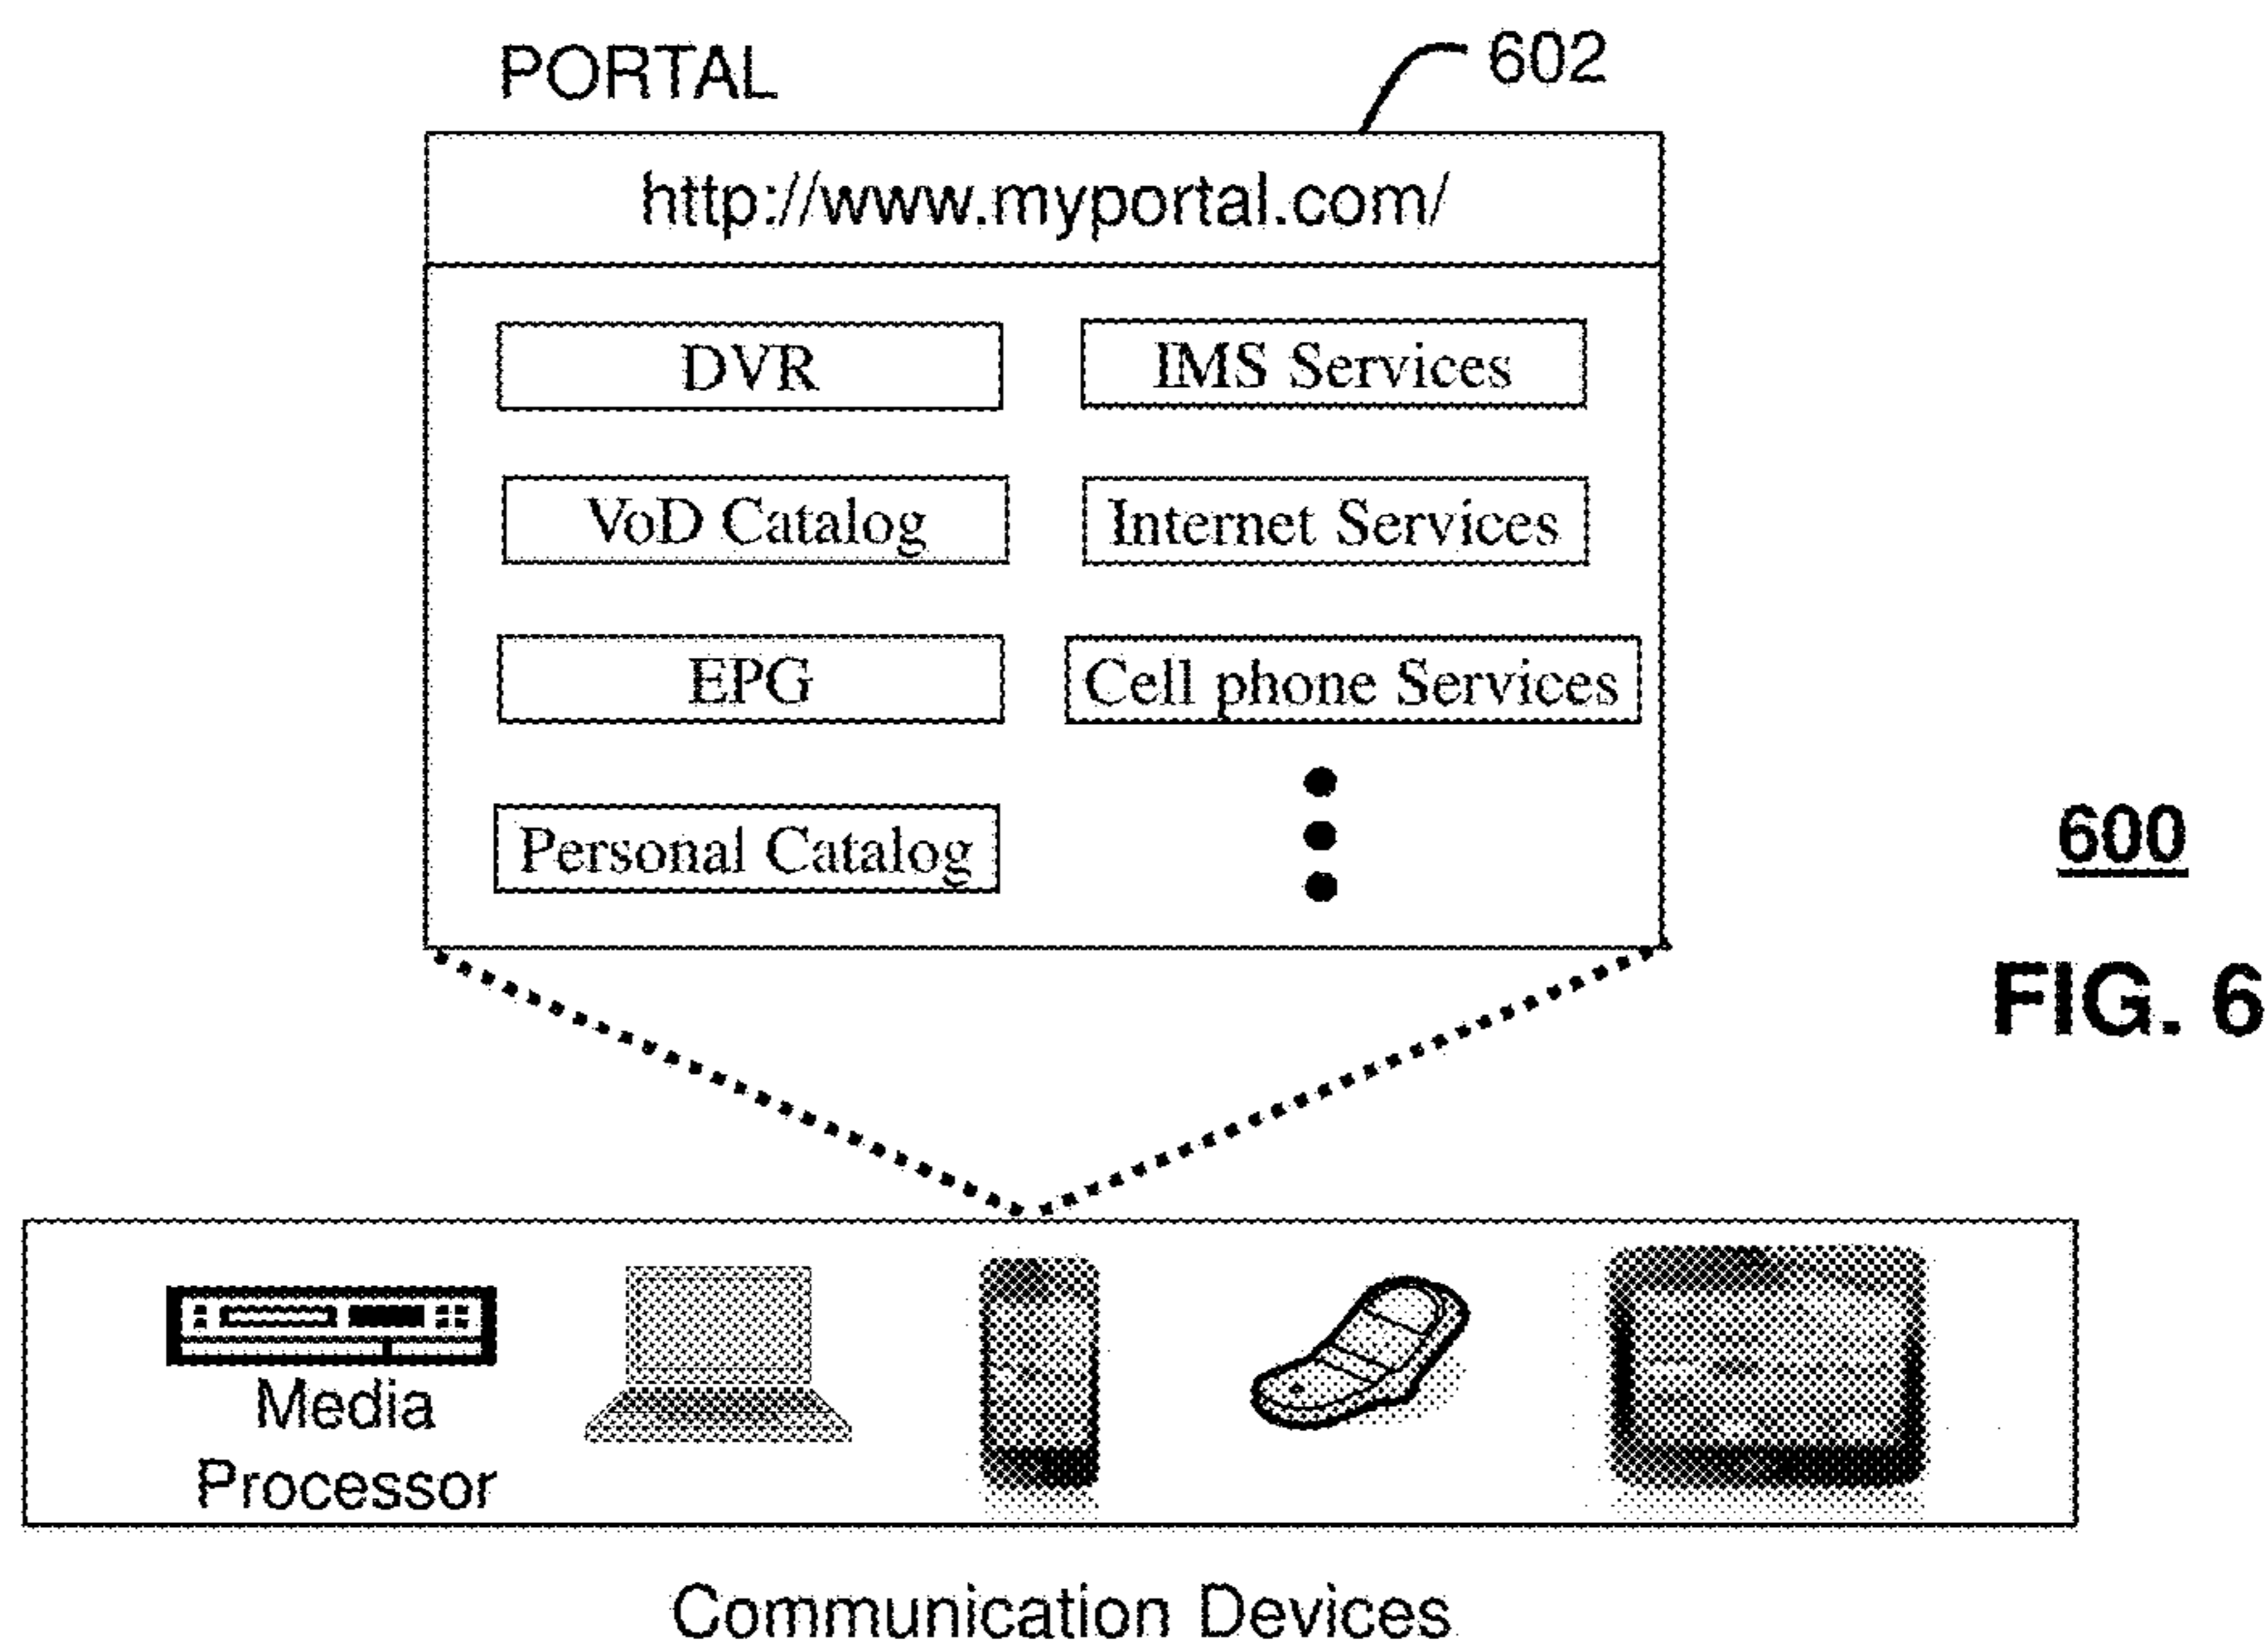 PORTAL
602
http://www.myportal.com/
DVR
IMS Services
VoD Catalog
Internet Services
EPG
Cell phone Services
Personal Catalog
600
FIG. 6
Media
Processor
Communication Devices